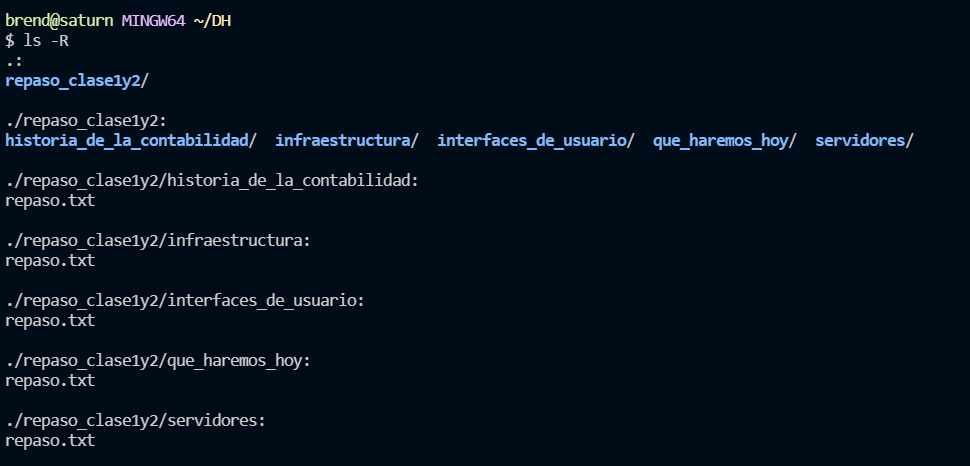 brend@saturn MINGW64 ~/DH
$ ls -R
.:
repaso_clase1y2/

./repaso_clase1y2:
historia_de_la_contabilidad/  infraestructura/  interfaces_de_usuario/  que_haremos_hoy/  servidores/

./repaso_clase1y2/historia_de_la_contabilidad:
repaso.txt

./repaso_clase1y2/infraestructura:
repaso.txt

./repaso_clase1y2/interfaces_de_usuario:
repaso.txt

./repaso_clase1y2/que_haremos_hoy:
repaso.txt

./repaso_clase1y2/servidores:
repaso.txt